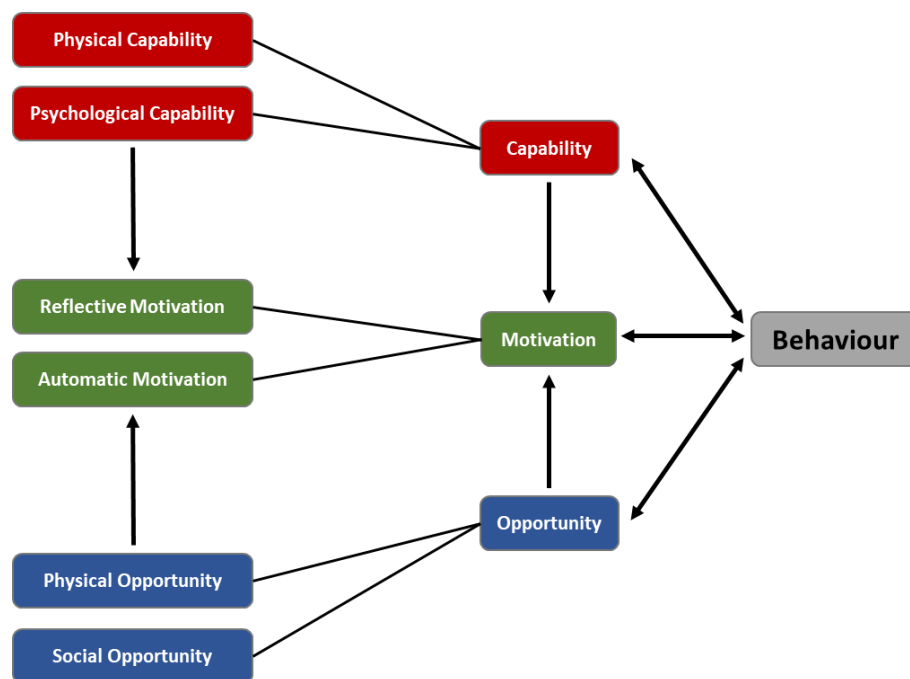 Physical Capability
Psychological Capability
Capability
Reflective Motivation
Automatic Motivation
Motivation
Behaviour
Opportunity
Physical Opportunity
Social Opportunity